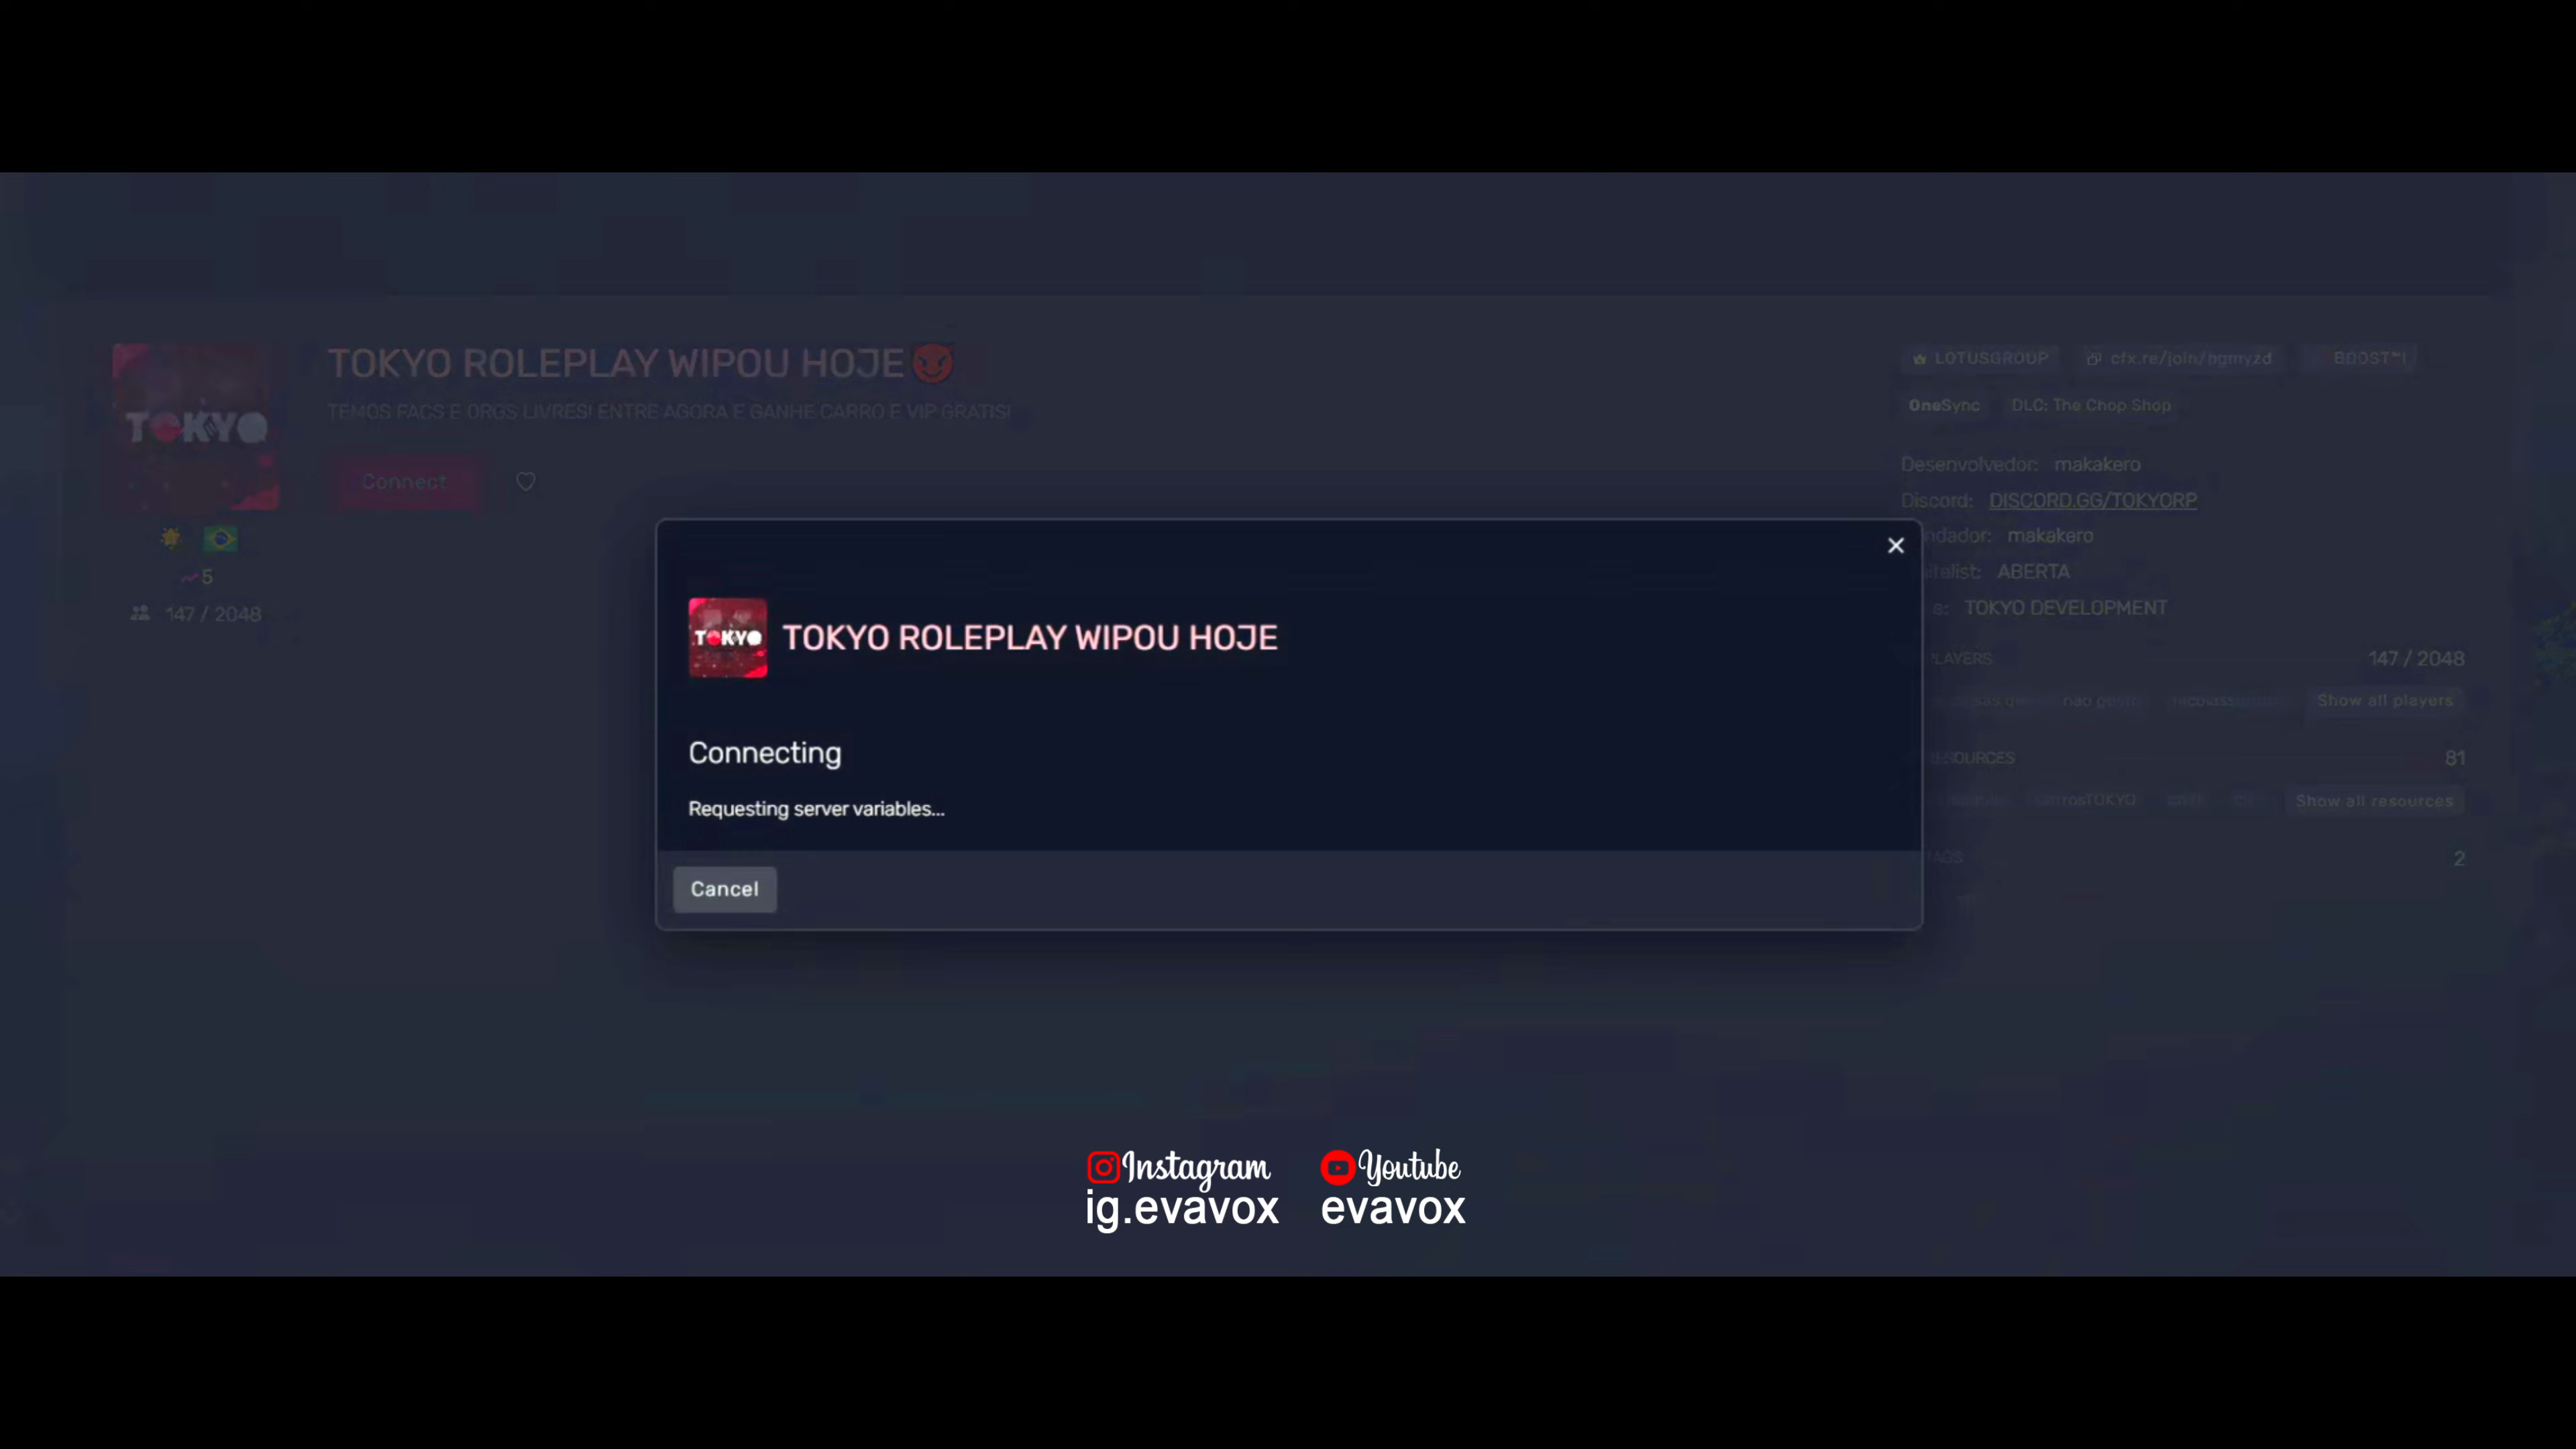 TOKYO
TOKYO ROLEPLAY WIPOU HOJE😈
TEMOS FACS E ORGS LIVRES! ENTRE AGORA E GANHE CARRO E VIP GRATIS!
Connect
5
147 / 2048
LOTUSGROUP
OneSync
DLC: The Chop Shop
Desenvolvedor: makakero
Discord: DISCORD.GG/TOKYORP
makakero
ABERTA
TOKYO DEVELOPMENT
147 / 2048
Show all players
81
CarrosTOKYO
Show all resources
2
TOKYO
TOKYO ROLEPLAY WIPOU HOJE
Connecting
Requesting server variables...
Cancel
Instagram
ig.evavox
Youtube
evavox